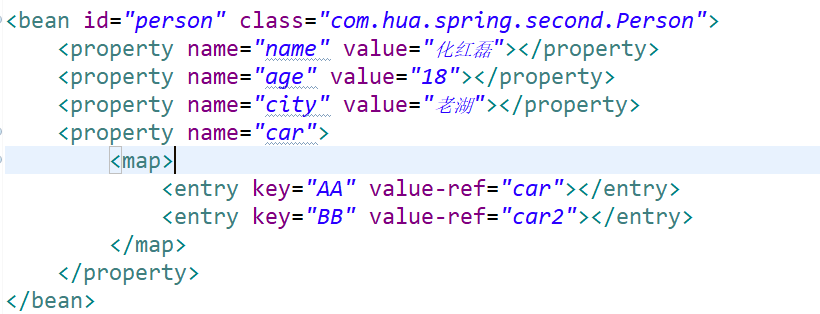 <bean id="person" class="com.hua.spring.second.Person">
    <property name="name" value="化红磊"></property>
    <property name="age" value="18"></property>
    <property name="city" value="老湖"></property>
    <property name="car">
        <map>
            <entry key="AA" value-ref="car"></entry>
            <entry key="BB" value-ref="car2"></entry>
        </map>
    </property>
</bean>